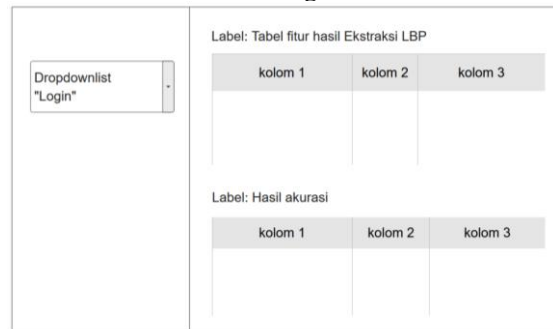 Dropdownlist
"Login"
Label: Tabel fitur hasil Ekstraksi LBP
kolom 1 kolom 2 kolom 3
Label: Hasil akurasi
kolom 1 kolom 2 kolom 3